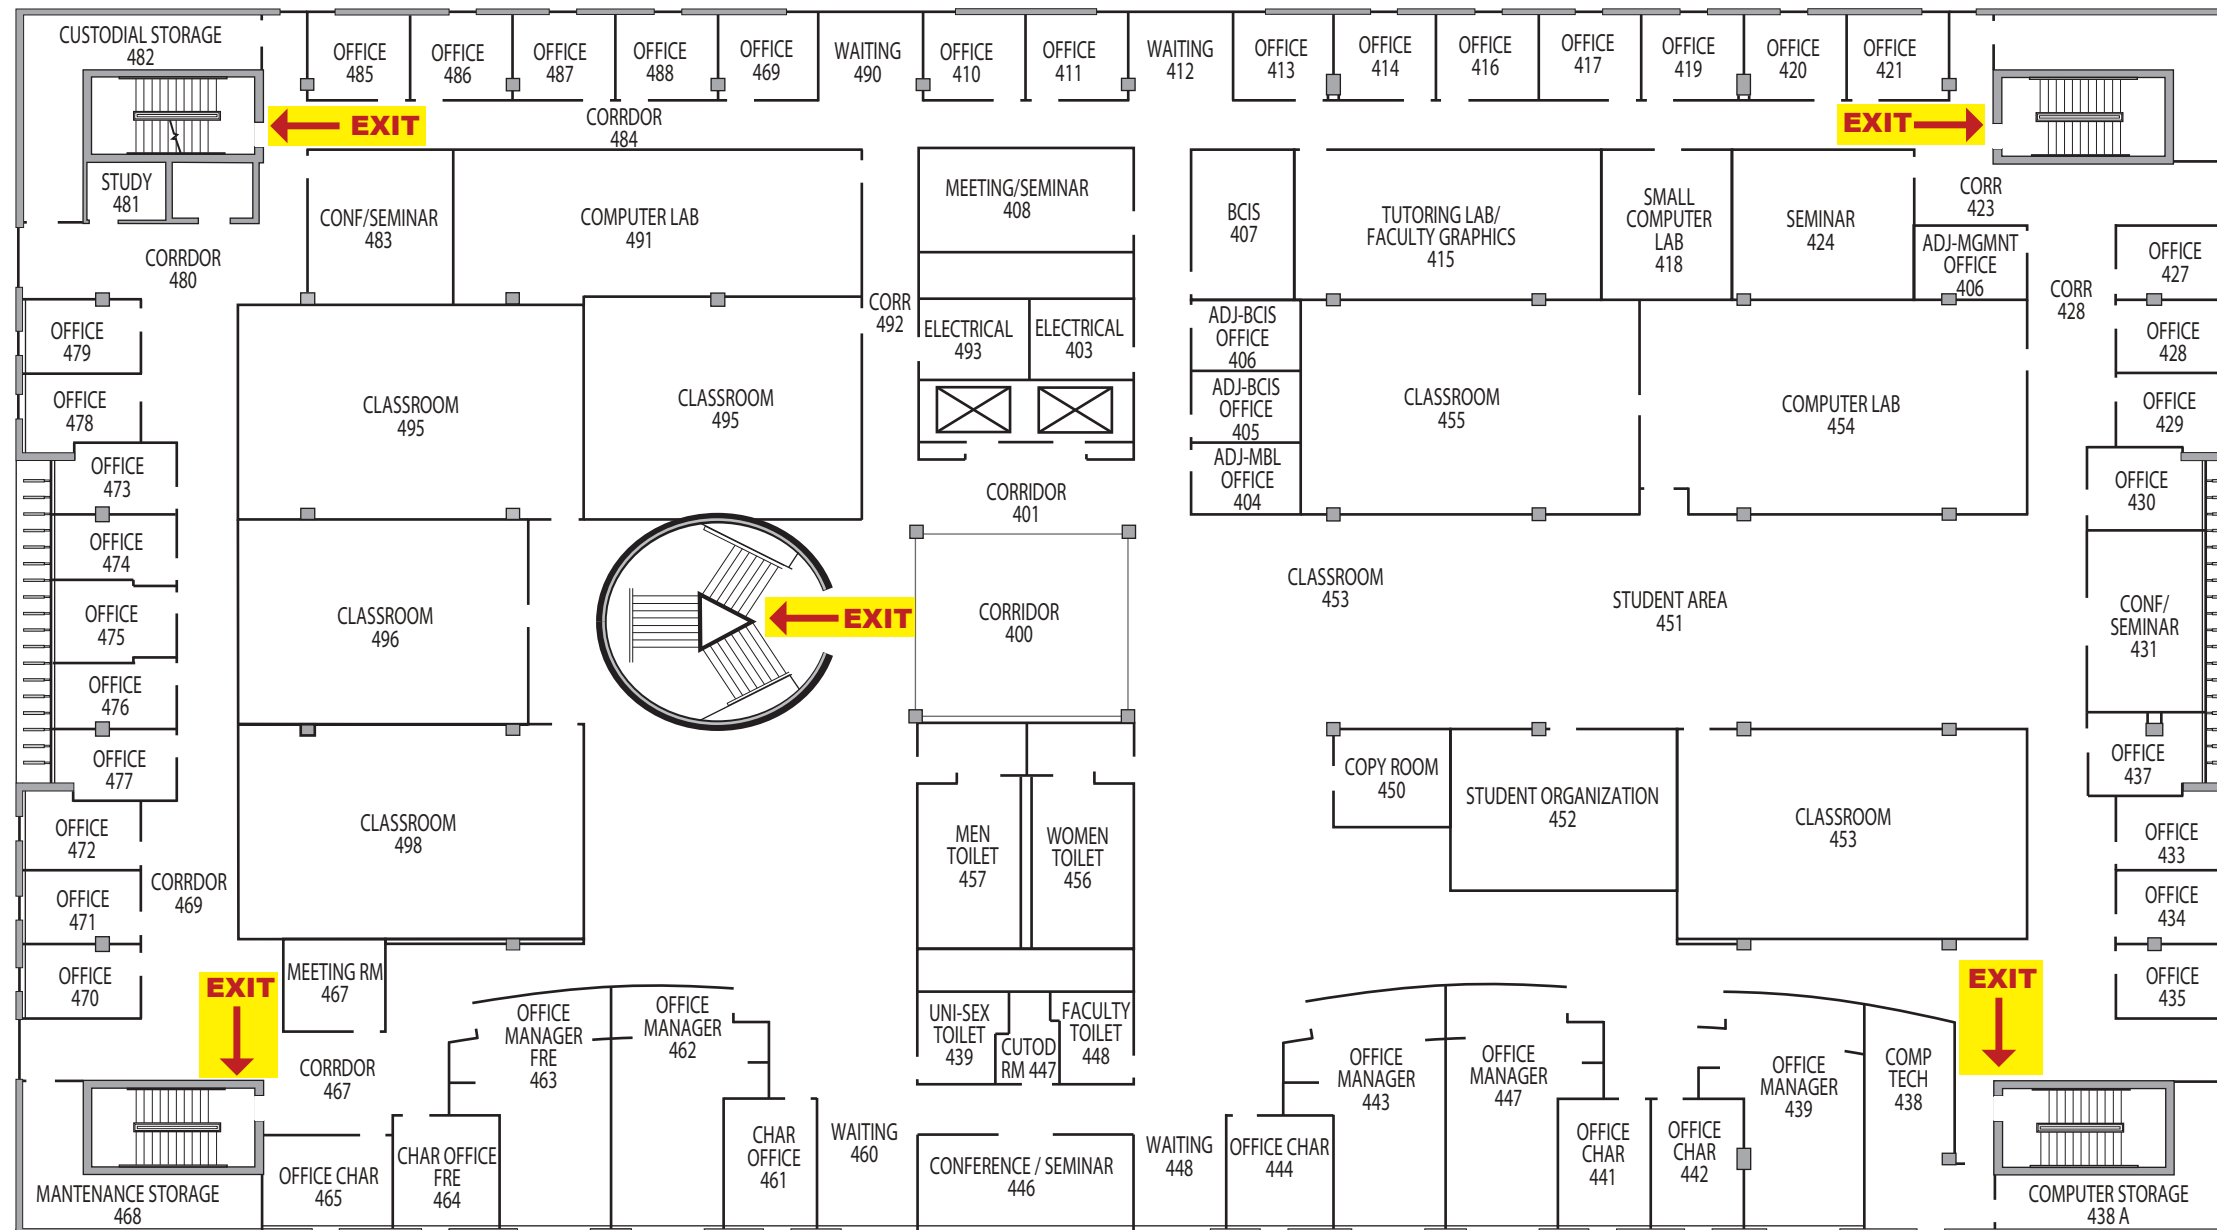 CUSTODIAL STORAGE
482
OFFICE
485
OFFICE
486
OFFICE
487
OFFICE
488
OFFICE
469
WAITING
490
OFFICE
410
OFFICE
411
WAITING
412
OFFICE
413
OFFICE
414
OFFICE
416
OFFICE
417
OFFICE
419
OFFICE
420
OFFICE
421
EXIT
CORRDOR
484
EXIT
STUDY
481
CONF/SEMINAR
483
COMPUTER LAB
491
MEETING/SEMINAR
408
BCIS
407
TUTORING LAB/
FACULTY GRAPHICS
415
SMALL
COMPUTER
LAB
418
SEMINAR
424
CORR
423
ADJ-MGMNT
OFFICE
406
OFFICE
427
CORRDOR
480
CORR
492
CORR
428
OFFICE
479
ELECTRICAL
493
ELECTRICAL
403
ADJ-BCIS
OFFICE
406
OFFICE
428
OFFICE
478
CLASSROOM
495
CLASSROOM
495
ADJ-BCIS
OFFICE
405
CLASSROOM
455
COMPUTER LAB
454
OFFICE
429
OFFICE
473
CORRIDOR
401
ADJ-MBL
OFFICE
404
OFFICE
430
OFFICE
474
CLASSROOM
453
STUDENT AREA
451
OFFICE
475
CLASSROOM
496
EXIT
CORRIDOR
400
CONF/
SEMINAR
431
OFFICE
476
OFFICE
477
COPY ROOM
450
STUDENT ORGANIZATION
452
OFFICE
437
OFFICE
472
CLASSROOM
498
MEN
TOILET
457
WOMEN
TOILET
456
CLASSROOM
453
OFFICE
433
CORRDOR
469
OFFICE
471
OFFICE
434
OFFICE
470
EXIT
MEETING RM
467
OFFICE
MANAGER
FRE
463
OFFICE
MANAGER
462
UNI-SEX
TOILET
439
CUTOD
RM 447
FACULTY
TOILET
448
OFFICE
MANAGER
443
OFFICE
MANAGER
447
OFFICE
MANAGER
439
COMP
TECH
438
EXIT
OFFICE
435
CORRDOR
467
MANTENANCE STORAGE
468
OFFICE CHAR
465
CHAR OFFICE
FRE
464
CHAR
OFFICE
461
WAITING
460
CONFERENCE / SEMINAR
446
WAITING
448
OFFICE CHAR
444
OFFICE
CHAR
441
OFFICE
CHAR
442
COMPUTER STORAGE
438 A